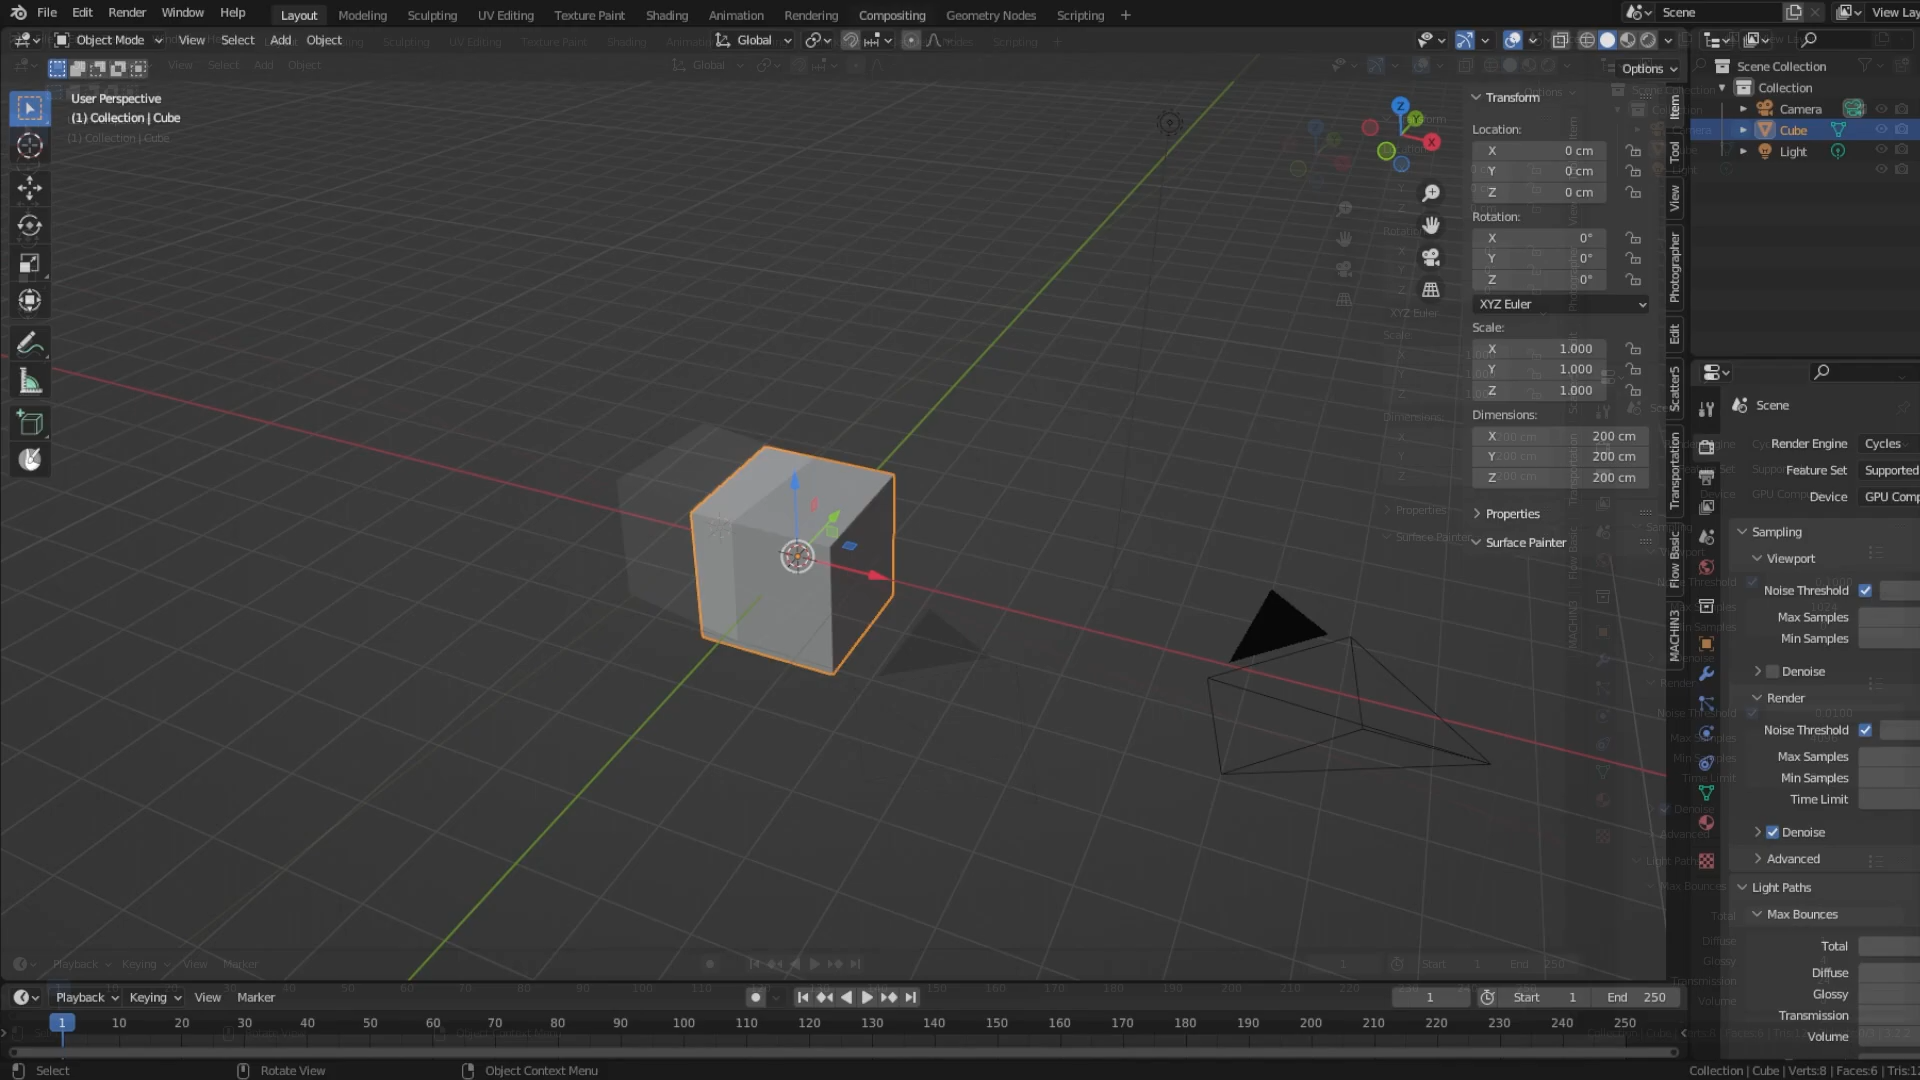 File Edit Render Window Help Layout Modeling Sculpting UV Editing Texture Paint Shading Animation Rendering Compositing Geometry Nodes Scripting + Scene View Lay
Object Mode View Select Add Object Global
Options
User Perspective
(1) Collection | Cube
(1) Collection | Cube
Transform
Location:
X 0 cm
Y 0 cm
Z 0 cm
Rotation:
X 0°
Y 0°
Z 0°
XYZ Euler
Scale:
X 1.000
Y 1.000
Z 1.000
Dimensions:
X 200 cm
Y 200 cm
Z 200 cm
Properties
Surface Painter
Item
Tool
View
Photographer
Edit
Scatter5
Transportation
Flow Basic
MACHIN3
Z
Y
X
Scene Collection
Collection
Camera
Cube
Light
Scene
Render Engine Cycles
Feature Set Supported
Device GPU Comp
Sampling
Viewport
Noise Threshold
Max Samples
Min Samples
Denoise
Render
Noise Threshold
Max Samples
Min Samples
Time Limit
Denoise
Advanced
Light Paths
Max Bounces
Total
Diffuse
Glossy
Transmission
Volume
Playback Keying View Marker
Playback Keying View Marker 1 Start 1 End 250
1 10 20 30 40 50 60 70 80 90 100 110 120 130 140 150 160 170 180 190 200 210 220 230 240 250
Select Rotate View Object Context Menu Collection | Cube | Verts:8 | Faces:6 | Tris:12